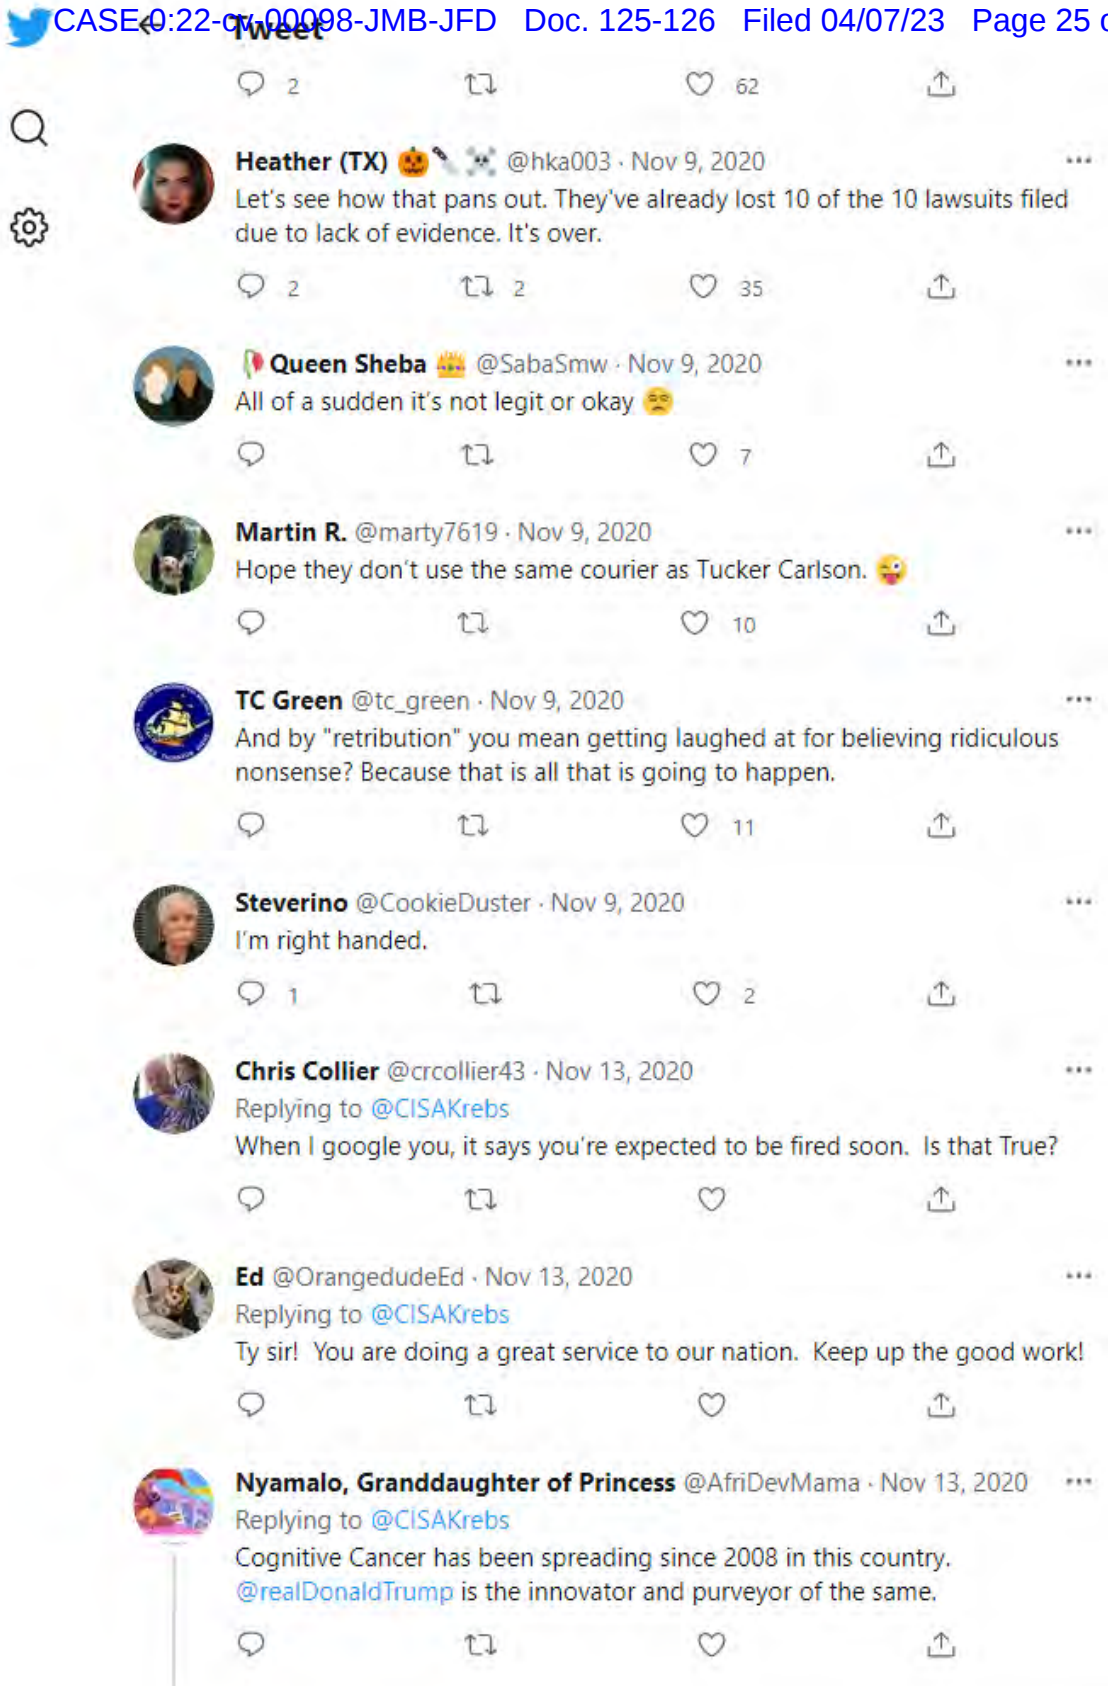 CASE 0:22-cv-00098-JMB-JFD Doc. 125-126 Filed 04/07/23 Page 25
Tweet
2 62
Heather (TX) 🎃🔪☠️ @hka003 · Nov 9, 2020
Let's see how that pans out. They've already lost 10 of the 10 lawsuits filed
due to lack of evidence. It's over.
2 2 35
Queen Sheba 👑 @SabaSmw · Nov 9, 2020
All of a sudden it's not legit or okay 😒
7
Martin R. @marty7619 · Nov 9, 2020
Hope they don't use the same courier as Tucker Carlson. 😜
10
TC Green @tc_green · Nov 9, 2020
And by "retribution" you mean getting laughed at for believing ridiculous
nonsense? Because that is all that is going to happen.
11
Steverino @CookieDuster · Nov 9, 2020
I'm right handed.
1 2
Chris Collier @crcollier43 · Nov 13, 2020
Replying to @CISAKrebs
When I google you, it says you're expected to be fired soon. Is that True?
Ed @OrangedudeEd · Nov 13, 2020
Replying to @CISAKrebs
Ty sir! You are doing a great service to our nation. Keep up the good work!
Nyamalo, Granddaughter of Princess @AfriDevMama · Nov 13, 2020
Replying to @CISAKrebs
Cognitive Cancer has been spreading since 2008 in this country.
@realDonaldTrump is the innovator and purveyor of the same.